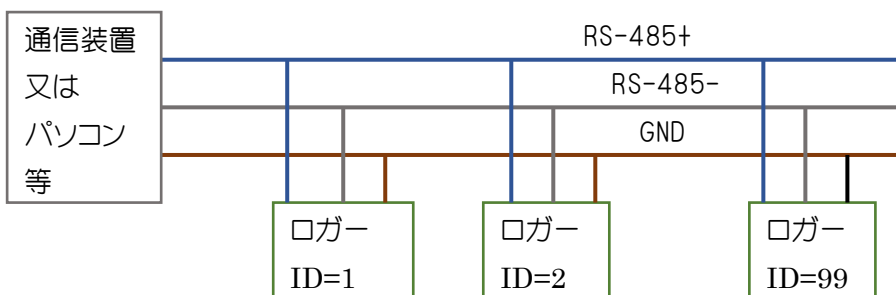 通信装置
又は
パソコン
等
RS-485+
RS-485-
GND
ロガー
ID=1
ロガー
ID=2
ロガー
ID=99